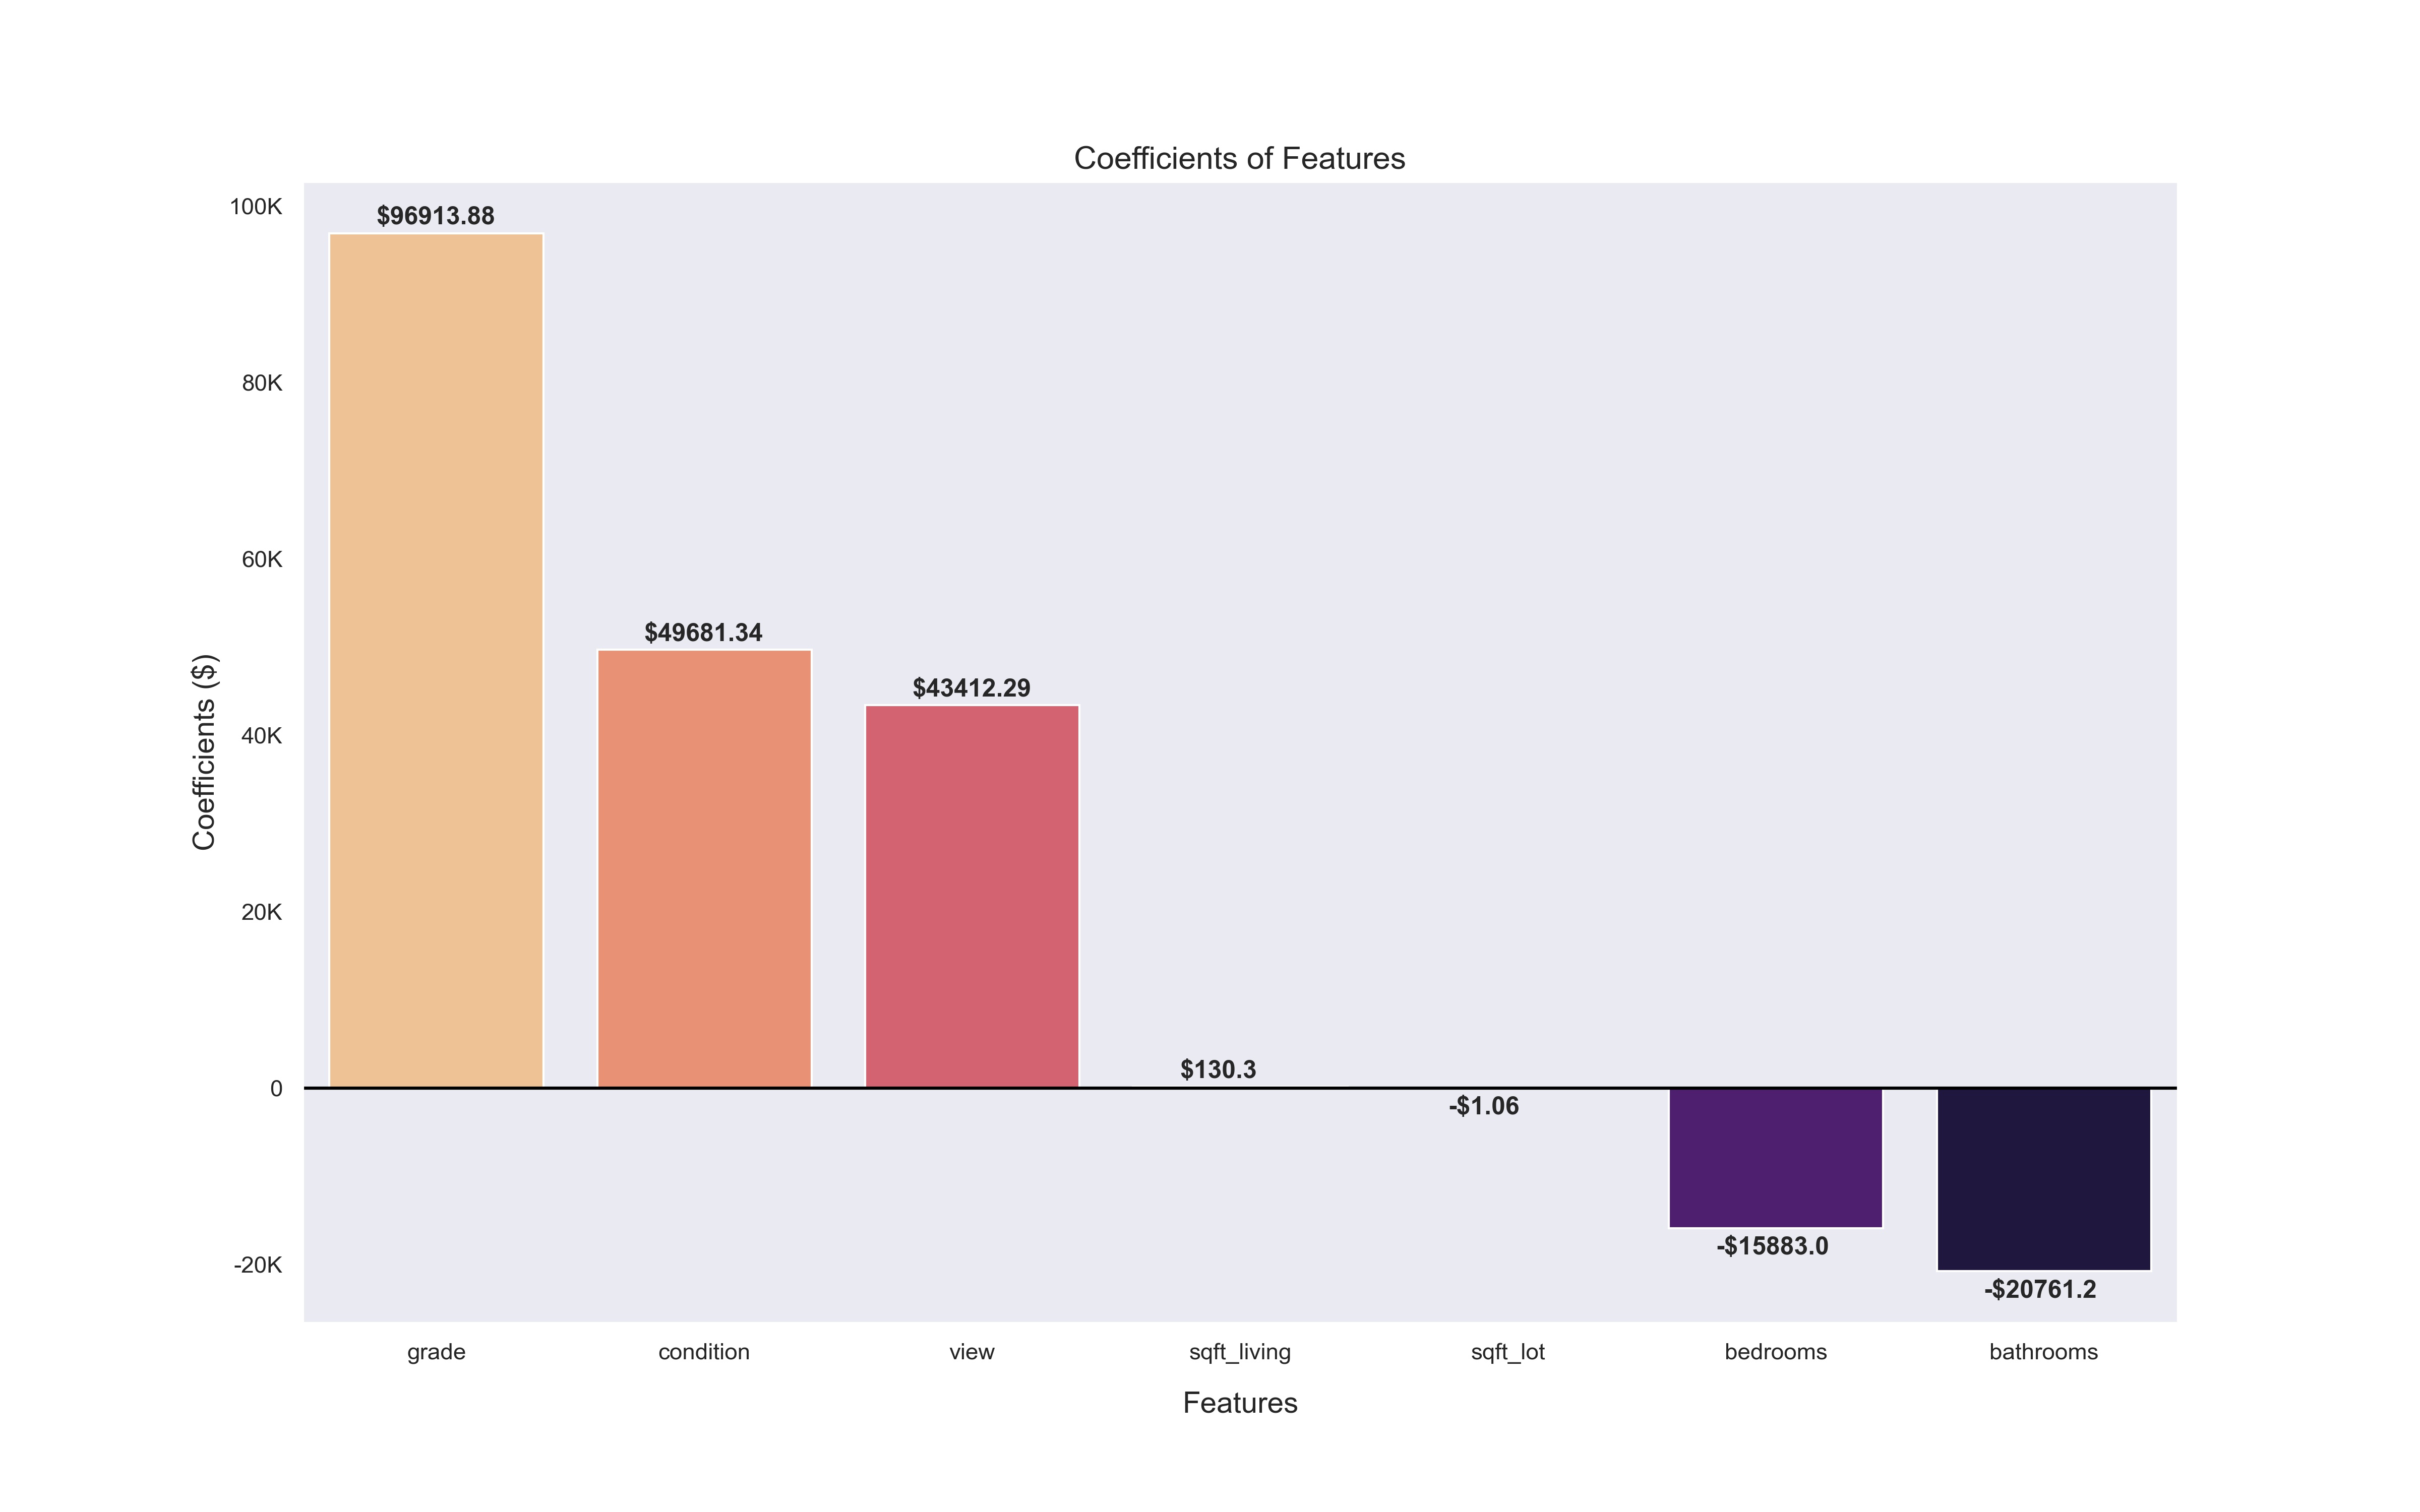 Coefficients of Features
100K
80K
60K
40K
20K
0
-20K
Coefficients ($)
$96913.88
$49681.34
$43412.29
$130.3
-$1.06
-$15883.0
-$20761.2
grade
condition
view
sqft_living
sqft_lot
bedrooms
bathrooms
Features